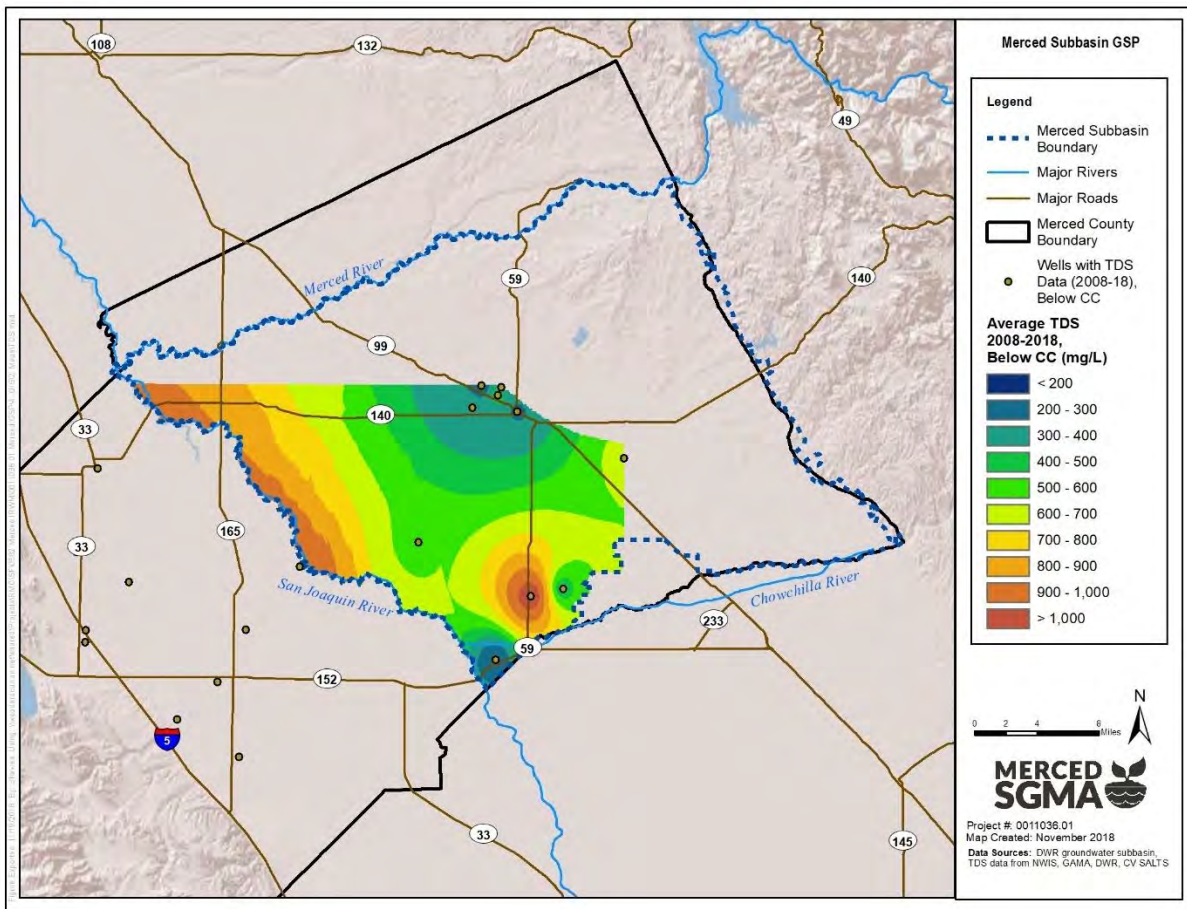 108
132
49
59
Merced River
140
99
140
33
165
33
San Joaquin River
Chowchilla River
59
233
152
5
33
145
Merced Subbasin GSP
Legend
Merced Subbasin
Boundary
Major Rivers
Major Roads
Merced County
Boundary
Wells with TDS
Data (2008-18),
Below CC
Average TDS
2008-2018,
Below CC (mg/L)
< 200
200 - 300
300 - 400
400 - 500
500 - 600
600 - 700
700 - 800
800 - 900
900 - 1,000
> 1,000
N
0 2 4 8
Miles
MERCED
SGMA
Project #: 0011036.01
Map Created: November 2018
Data Sources: DWR groundwater subbasin,
TDS data from NWIS, GAMA, DWR, CV SALTS